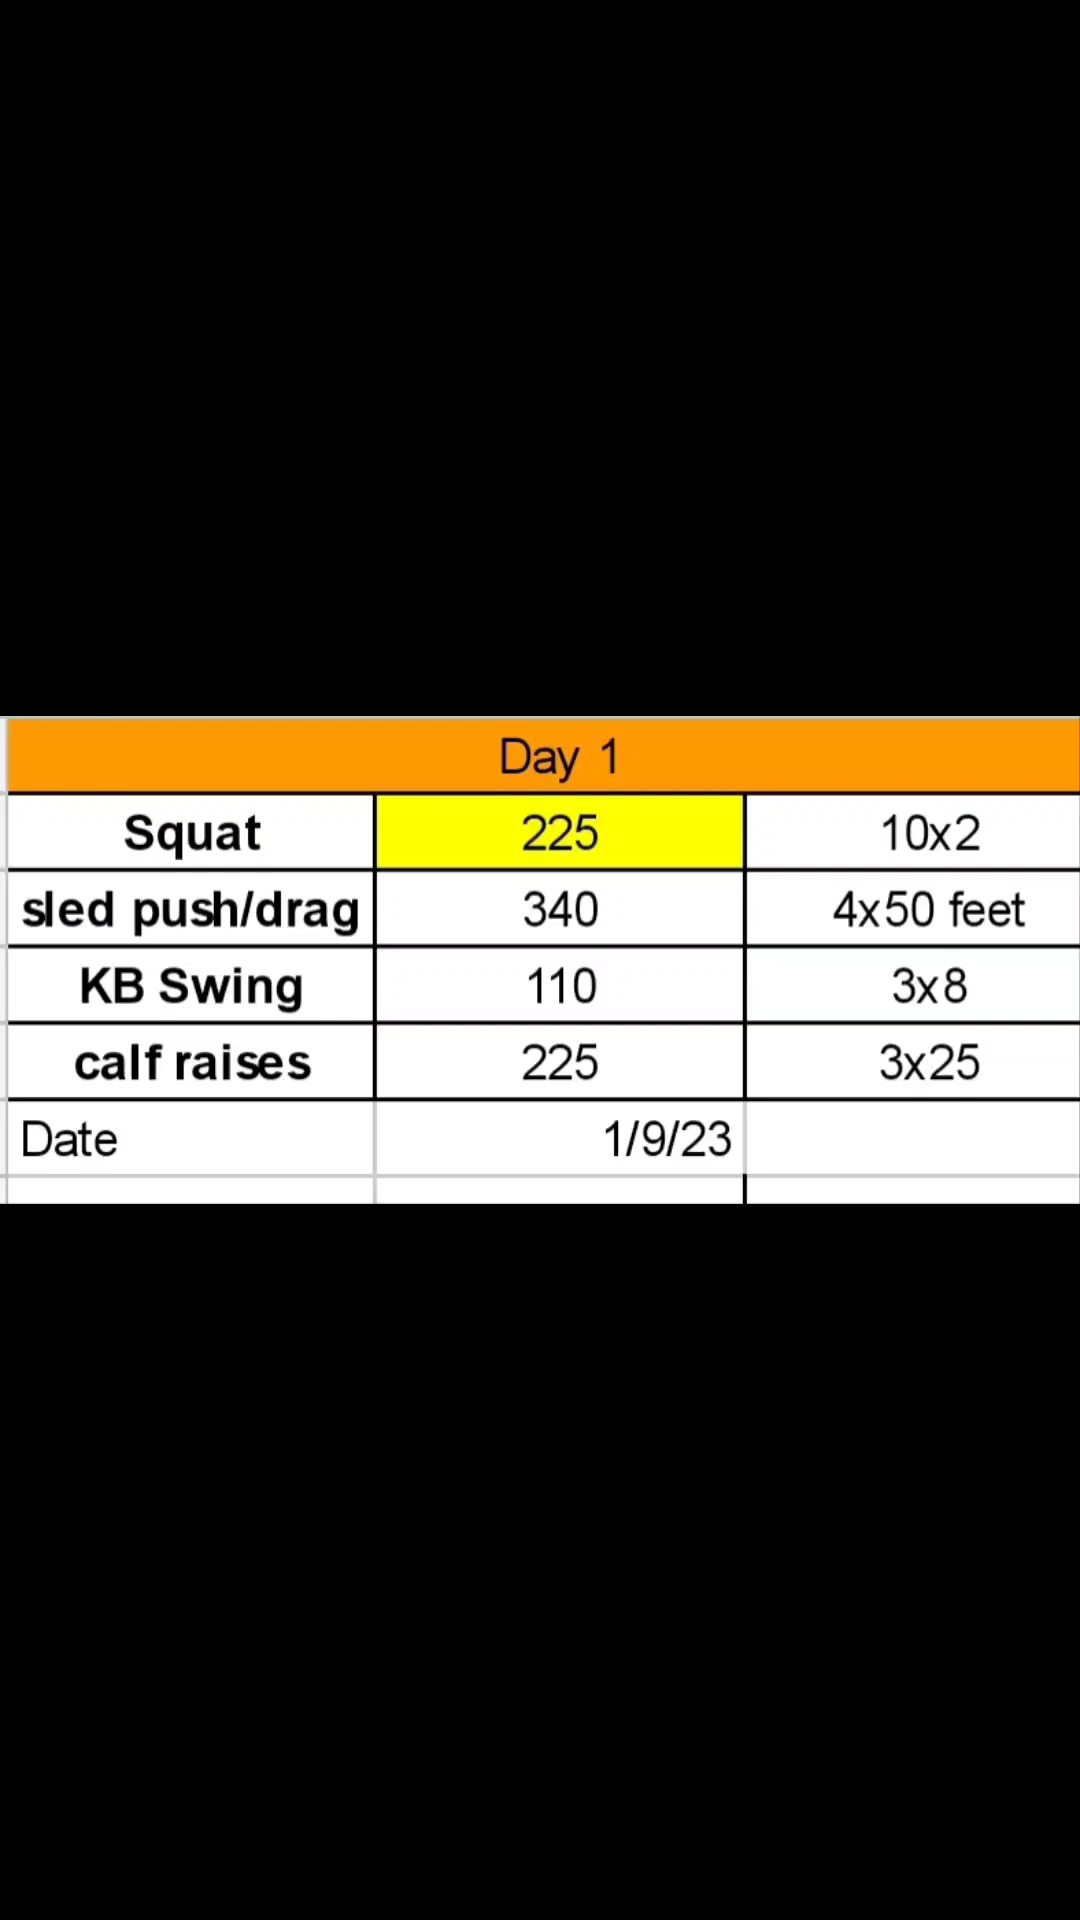 Day 1
Squat 225 10x2
sled push/drag 340 4x50 feet
KB Swing 110 3x8
calf raises 225 3x25
Date 1/9/23